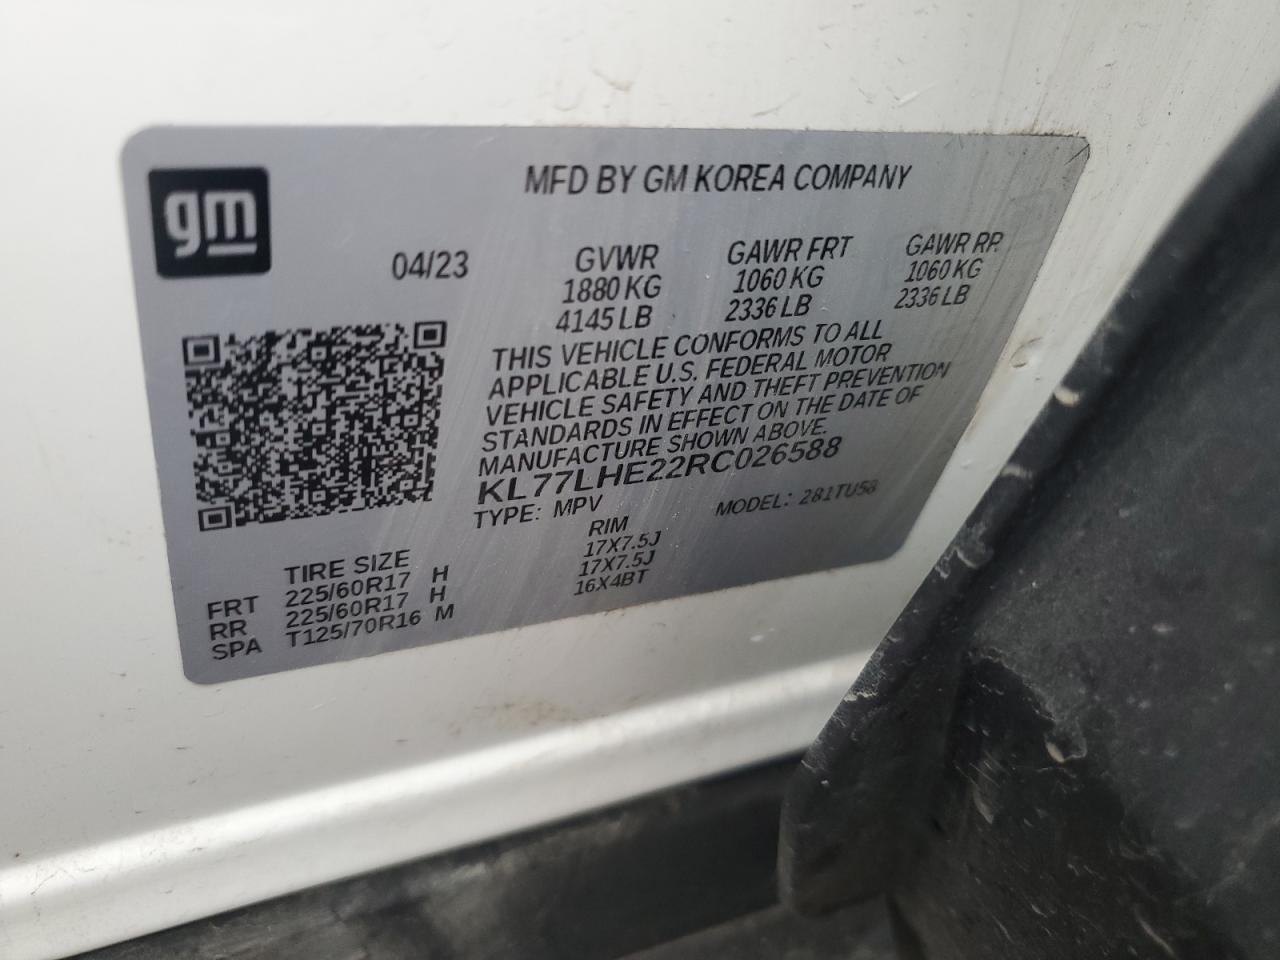 gm
MFD BY GM KOREA COMPANY
04/23 GVWR GAWR FRT GAWR RR
1880 KG 1060 KG 1060 KG
4145 LB 2336 LB 2336 LB
THIS VEHICLE CONFORMS TO ALL
APPLICABLE U.S. FEDERAL MOTOR
VEHICLE SAFETY AND THEFT PREVENTION
STANDARDS IN EFFECT ON THE DATE OF
MANUFACTURE SHOWN ABOVE.
KL77LHE22RC026588
TYPE: MPV MODEL: 281TU58
TIRE SIZE RIM
FRT 225/60R17 H 17X7.5J
RR 225/60R17 H 17X7.5J
SPA T125/70R16 M 16X4BT